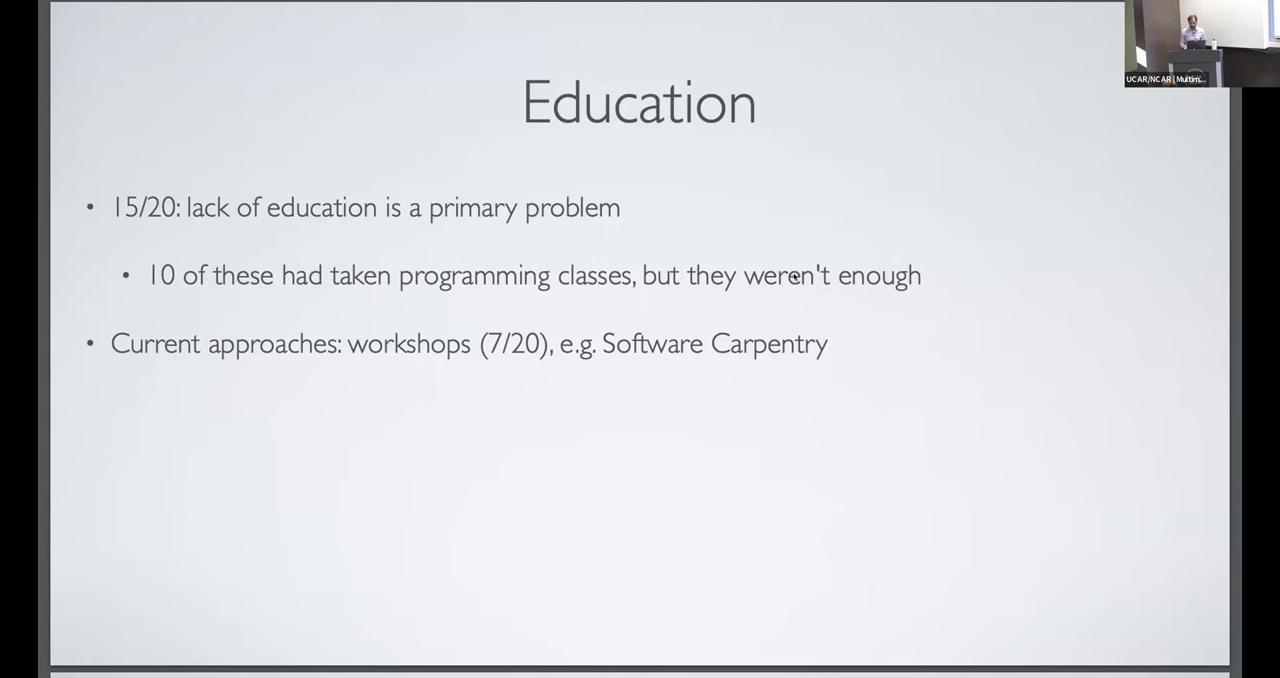 Education
• 15/20: lack of education is a primary problem
• 10 of these had taken programming classes, but they weren't enough
• Current approaches: workshops (7/20), e.g. Software Carpentry
UCAR/NCAR | Multim...